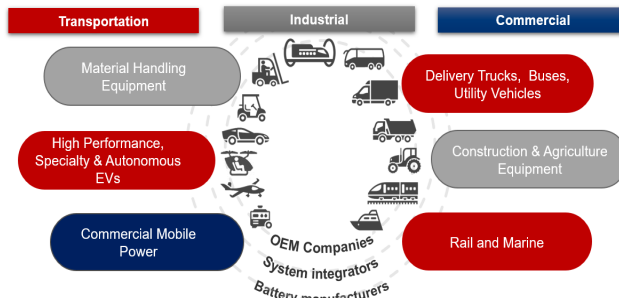 Transportation
Industrial
Commercial
Material Handling
Equipment
Delivery Trucks, Buses,
Utility Vehicles
High Performance,
Specialty & Autonomous
EVs
Construction & Agriculture
Equipment
Commercial Mobile
Power
Rail and Marine
OEM Companies
System integrators
Battery manufacturers